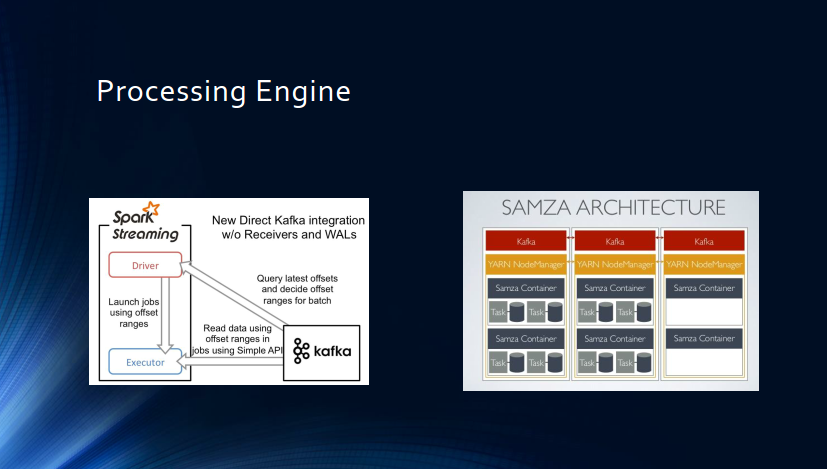 Processing Engine
Spark
Streaming
New Direct Kafka integration
w/o Receivers and WALs
Driver
Query latest offsets
and decide offset
ranges for batch
Launch jobs
using offset
ranges
Read data using
offset ranges in
jobs using Simple API
kafka
Executor
SAMZA ARCHITECTURE
Kafka Kafka Kafka
YARN NodeManager YARN NodeManager YARN NodeManager
Samza Container Samza Container Samza Container
Task Task Task Task
Samza Container Samza Container Samza Container
Task Task Task Task